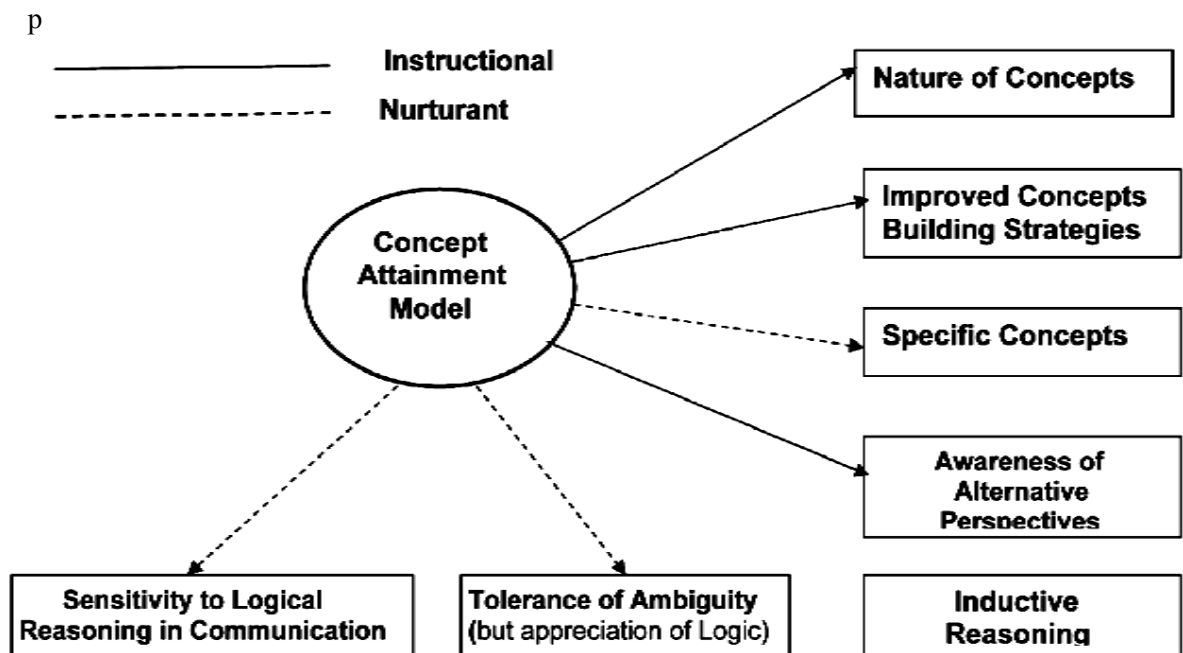 p
Instructional
Nurturant
Nature of Concepts
Improved Concepts
Building Strategies
Concept
Attainment
Model
Specific Concepts
Awareness of
Alternative
Perspectives
Sensitivity to Logical
Reasoning in Communication
Tolerance of Ambiguity
(but appreciation of Logic)
Inductive
Reasoning